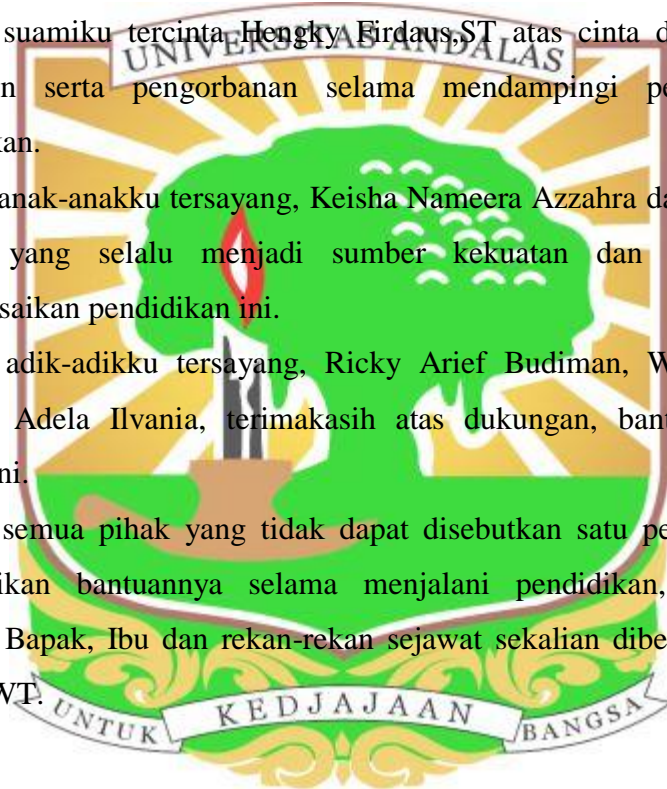 suamiku tercinta Hengky Firdaus,ST atas cinta d
UNIVERSITAS ANDALAS
n serta pengorbanan selama mendampingi pe
kan.
anak-anakku tersayang, Keisha Nameera Azzahra da
yang selalu menjadi sumber kekuatan dan
saikan pendidikan ini.
adik-adikku tersayang, Ricky Arief Budiman, W
Adela Ilvania, terimakasih atas dukungan, bant
ni.
semua pihak yang tidak dapat disebutkan satu pe
ikan bantuannya selama menjalani pendidikan,
Bapak, Ibu dan rekan-rekan sejawat sekalian dibe
WT.
UNTUK KEDJAJAAN BANGSA